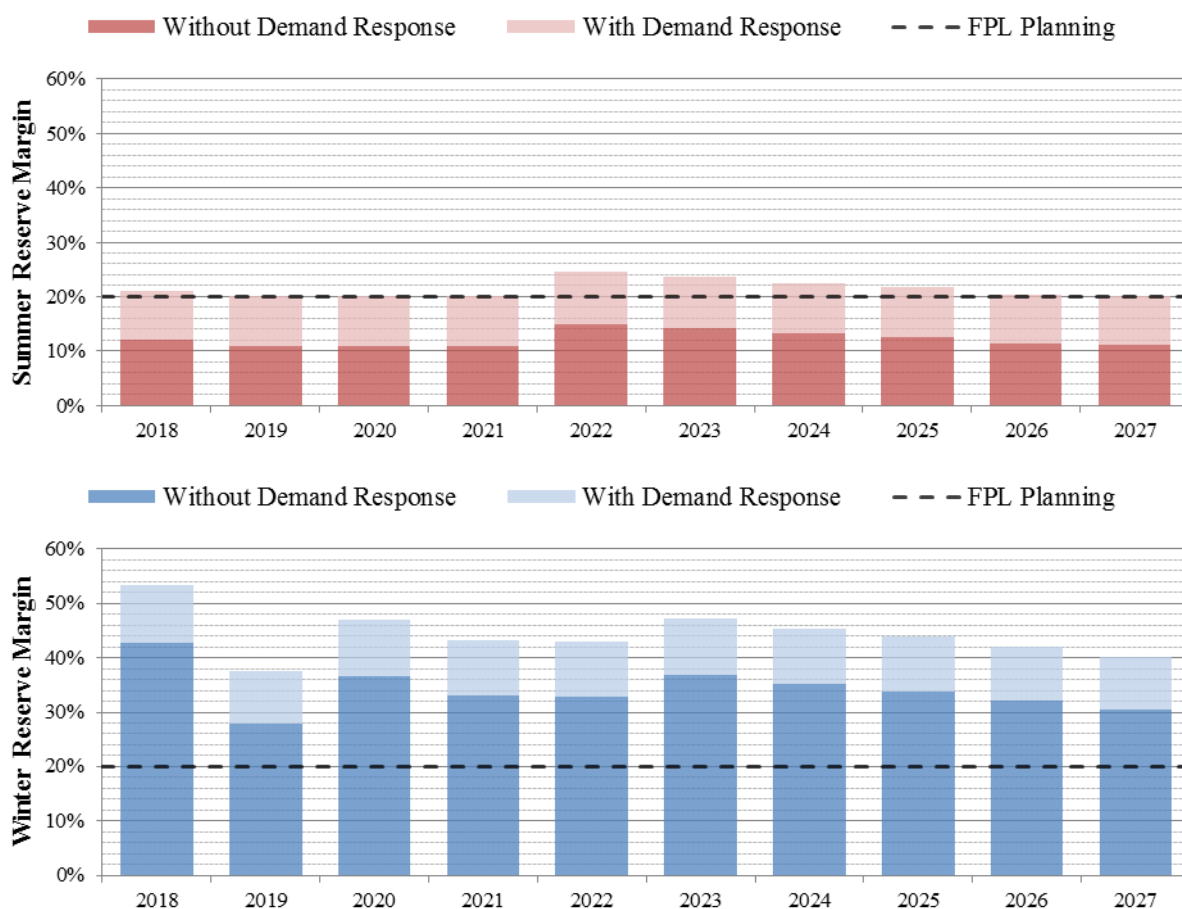 Without Demand Response With Demand Response FPL Planning
Summer Reserve Margin
60%
50%
40%
30%
20%
10%
0%
2018 2019 2020 2021 2022 2023 2024 2025 2026 2027
Without Demand Response With Demand Response FPL Planning
Winter Reserve Margin
60%
50%
40%
30%
20%
10%
0%
2018 2019 2020 2021 2022 2023 2024 2025 2026 2027